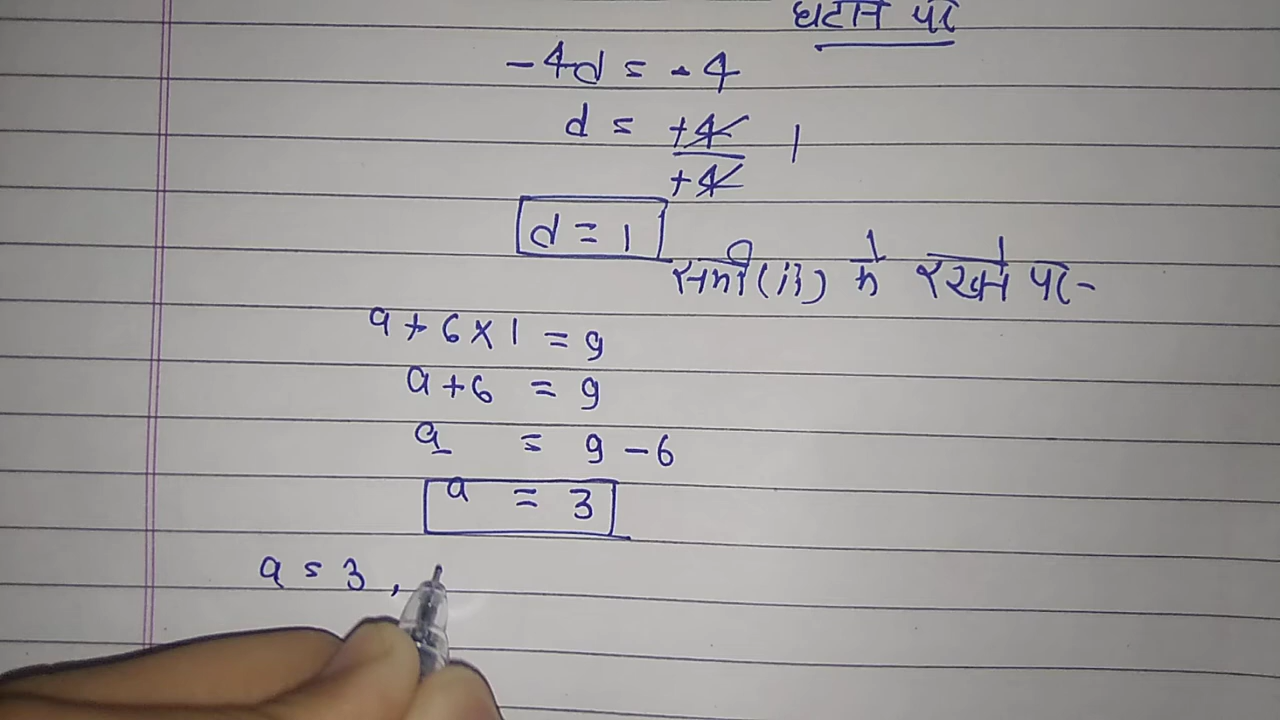 घटाने पर
-4d = -4
d = +4/+4 1
d = 1
समी (ii) में रखने पर-
a + 6 × 1 = 9
a + 6 = 9
a = 9 - 6
a = 3
a = 3 ,